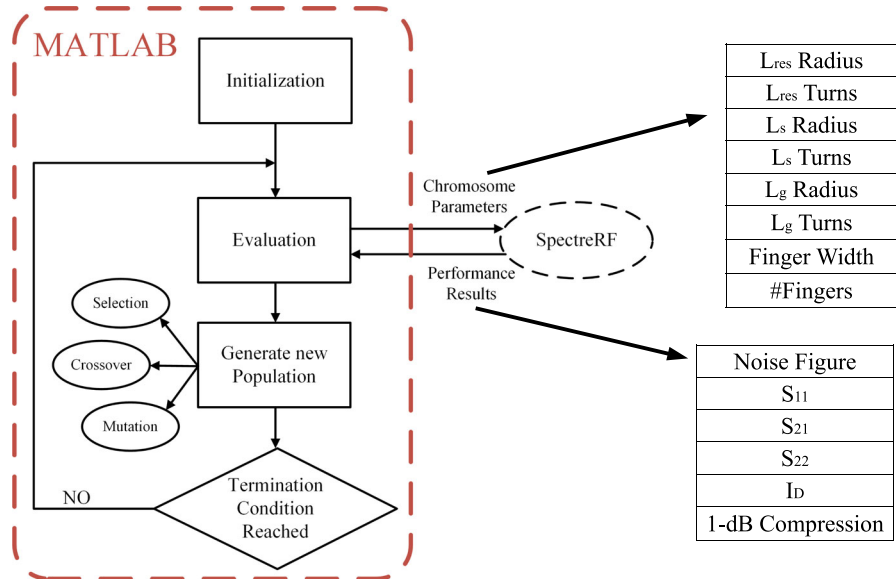 MATLAB
Initialization
Evaluation
Chromosome
Parameters
SpectreRF
Performance
Results
Selection
Crossover
Mutation
Generate new
Population
Termination
Condition
Reached
NO
Lres Radius
Lres Turns
Ls Radius
Ls Turns
Lg Radius
Lg Turns
Finger Width
#Fingers
Noise Figure
S11
S21
S22
ID
1-dB Compression